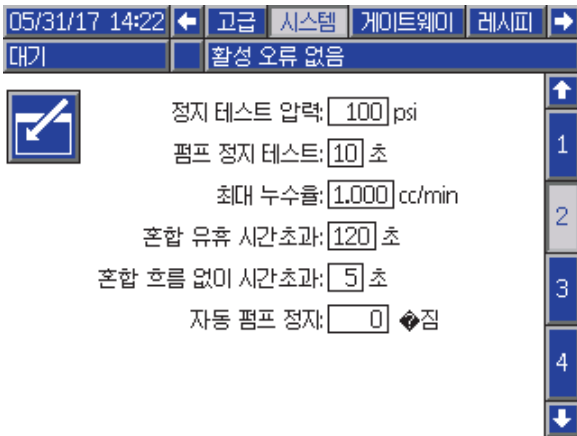 05/31/17 14:22 고급 시스템 게이트웨이 레시피
대기 활성 오류 없음
정지 테스트 압력: 100 psi
펌프 정지 테스트: 10 초
최대 누수율: 1.000 cc/min
혼합 유휴 시간초과: 120 초
혼합 흐름 없이 시간초과: 5 초
자동 펌프 정지: 0 �짐
1
2
3
4